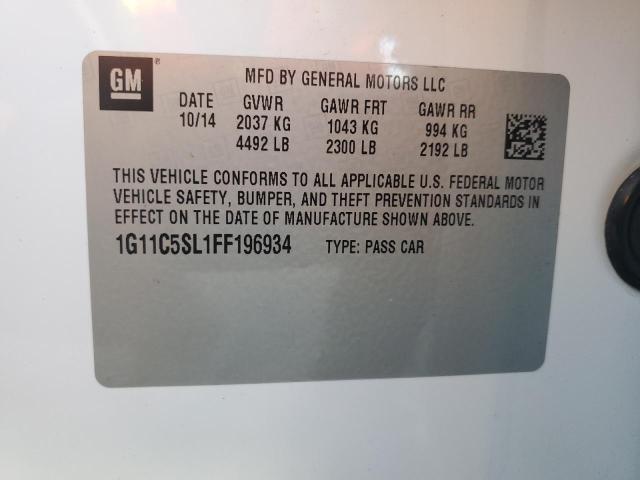 GM
MFD BY GENERAL MOTORS LLC
DATE GVWR GAWR FRT GAWR RR
10/14 2037 KG 1043 KG 994 KG
4492 LB 2300 LB 2192 LB
THIS VEHICLE CONFORMS TO ALL APPLICABLE U.S. FEDERAL MOTOR
VEHICLE SAFETY, BUMPER, AND THEFT PREVENTION STANDARDS IN
EFFECT ON THE DATE OF MANUFACTURE SHOWN ABOVE.
1G11C5SL1FF196934 TYPE: PASS CAR